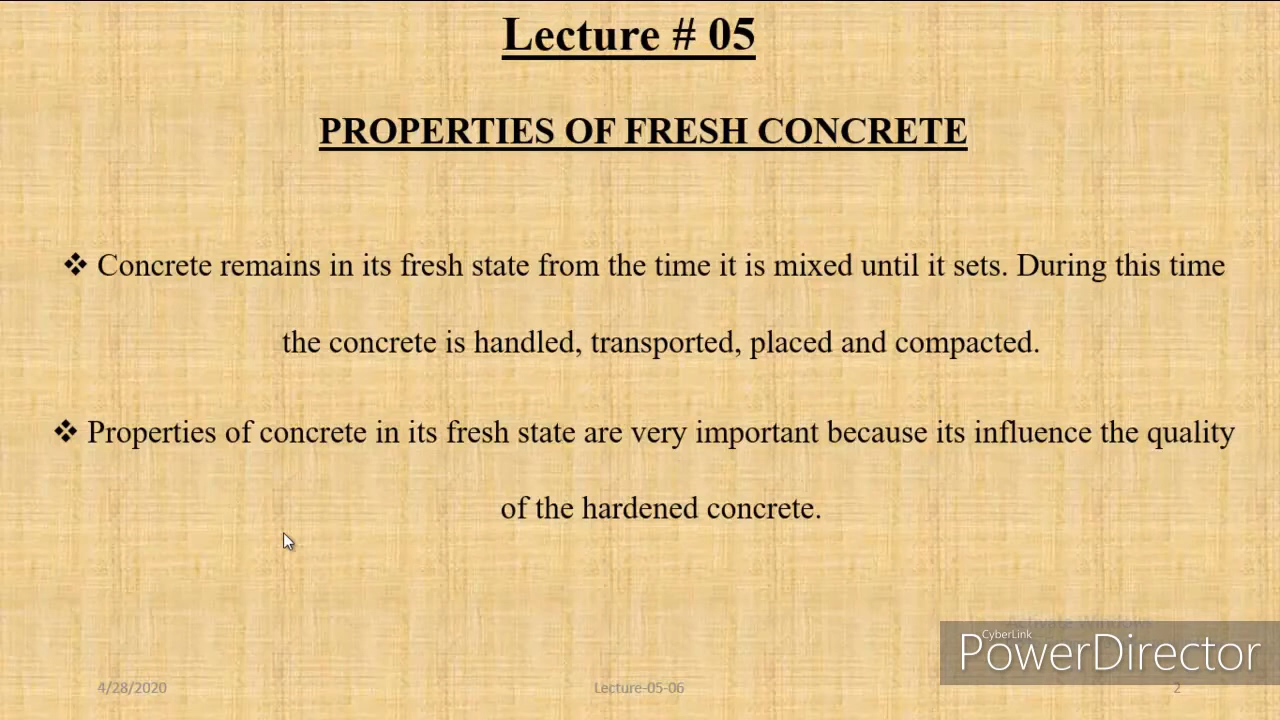 Lecture # 05
PROPERTIES OF FRESH CONCRETE
❖ Concrete remains in its fresh state from the time it is mixed until it sets. During this time
the concrete is handled, transported, placed and compacted.
❖ Properties of concrete in its fresh state are very important because its influence the quality
of the hardened concrete.
Activate Windows
CyberLink
PowerDirector
4/28/2020
Lecture-05-06
2